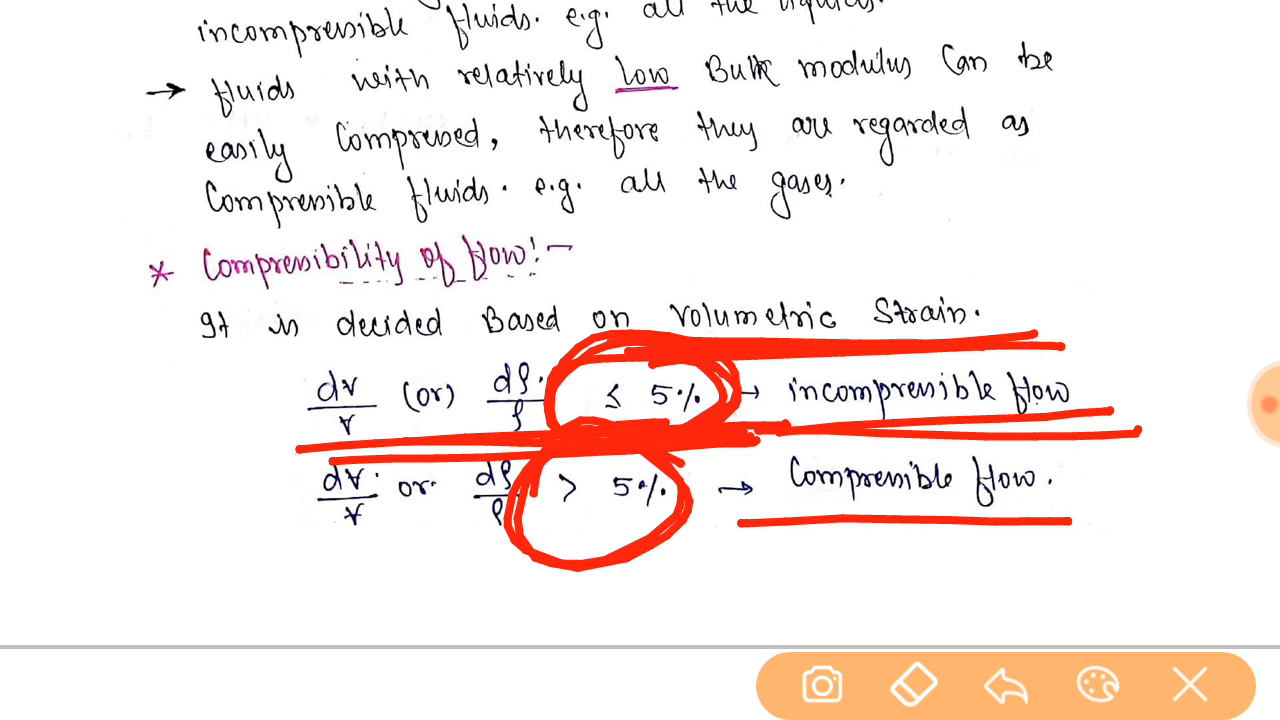 incompressible fluids. e.g. all the liquids.
→ fluids with relatively low Bulk modulus Can be
easily Compressed, therefore they are regarded as
Compressible fluids. e.g. all the gases.
* Compressibility of flow:-
It is decided Based on volumetric Strain.
dv/v (or) dρ/ρ ≤ 5% → incompressible flow
dv/v or dρ/ρ > 5% → Compressible flow.